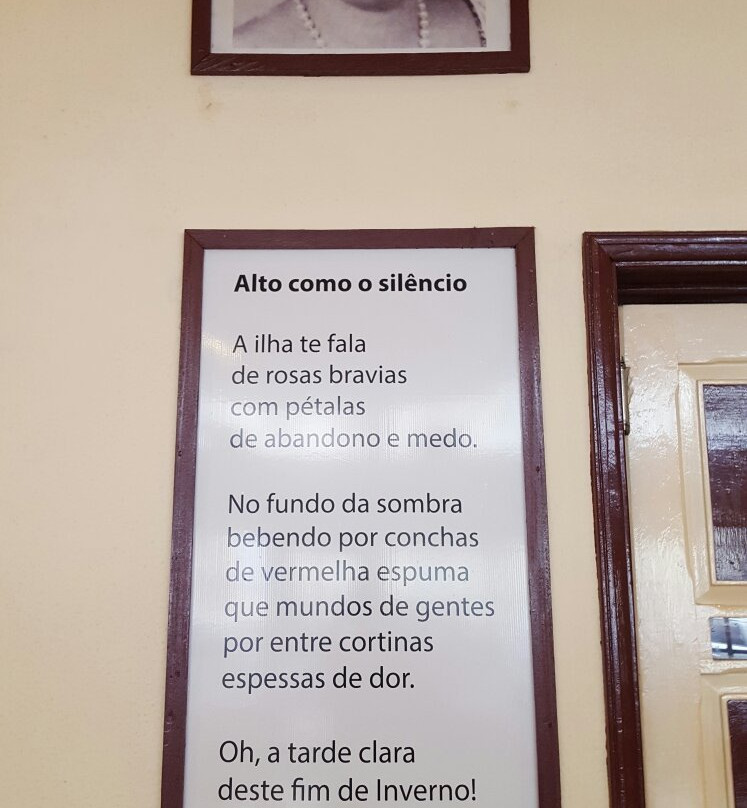 Alto como o silêncio
A ilha te fala
de rosas bravias
com pétalas
de abandono e medo.
No fundo da sombra
bebendo por conchas
de vermelha espuma
que mundos de gentes
por entre cortinas
espessas de dor.
Oh, a tarde clara
deste fim de Inverno!